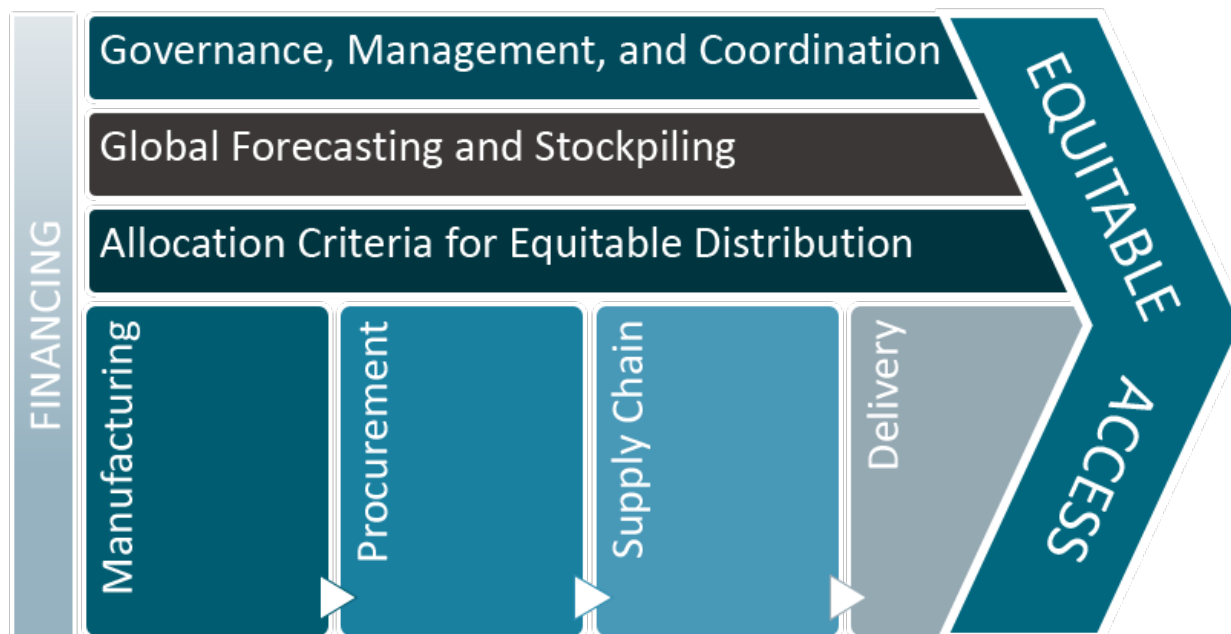 FINANCING
Governance, Management, and Coordination
Global Forecasting and Stockpiling
Allocation Criteria for Equitable Distribution
Manufacturing
Procurement
Supply Chain
Delivery
EQUITABLE
ACCESS